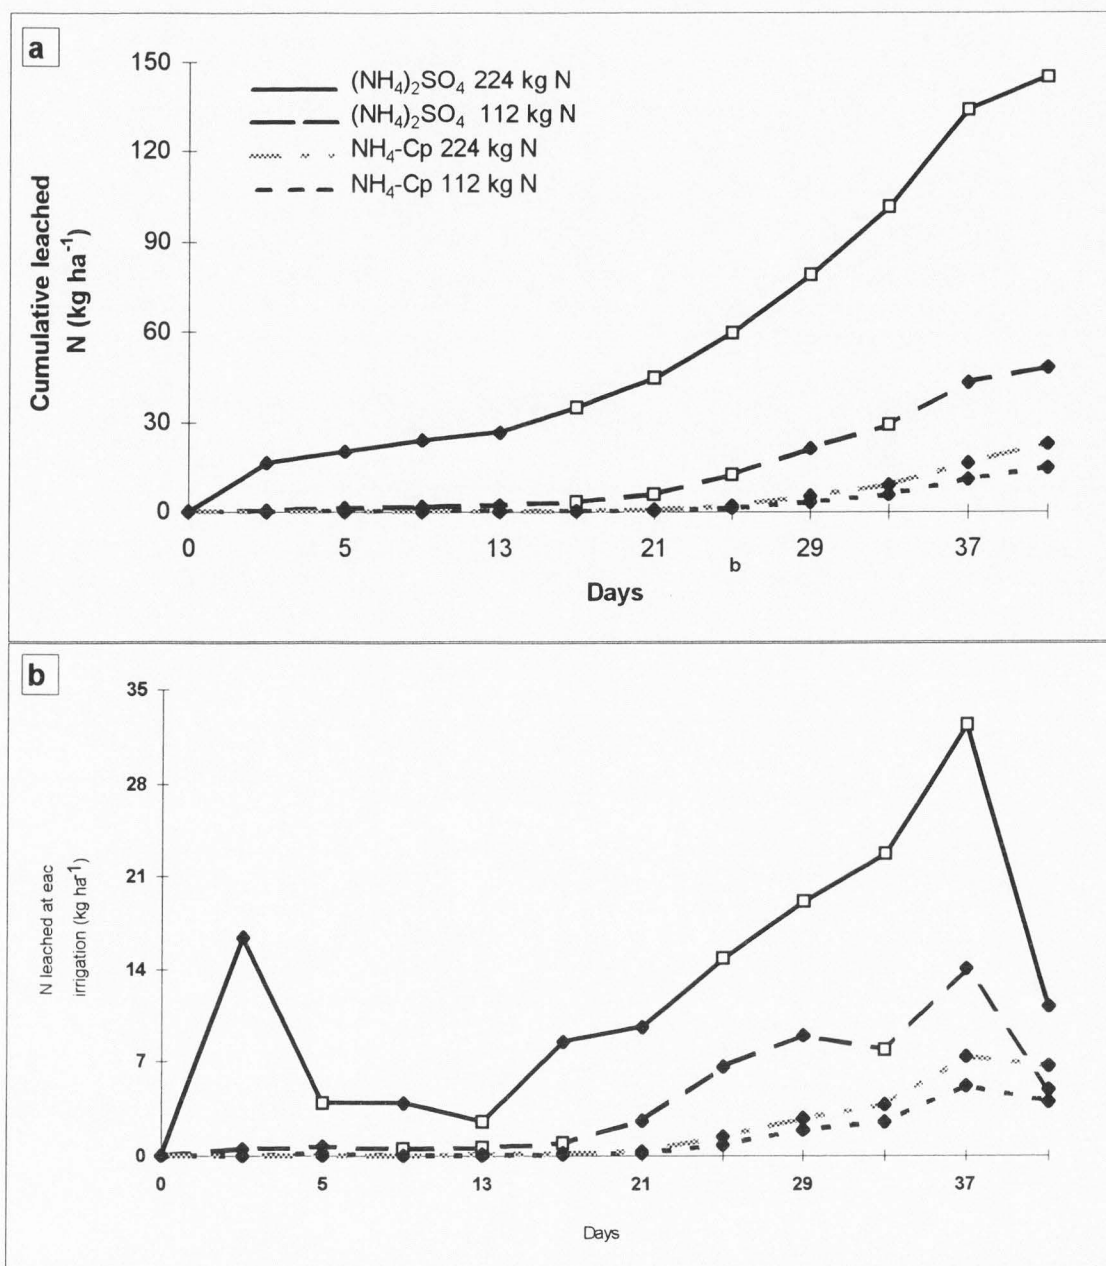 a
150
120
90
60
30
0
Cumulative leached
N (kg ha⁻¹)
(NH₄)₂SO₄ 224 kg N
(NH₄)₂SO₄ 112 kg N
NH₄-Cp 224 kg N
NH₄-Cp 112 kg N
0 5 13 21 29 37
b
Days
b
35
28
21
14
7
0
N leached at eac
irrigation (kg ha⁻¹)
0 5 13 21 29 37
Days